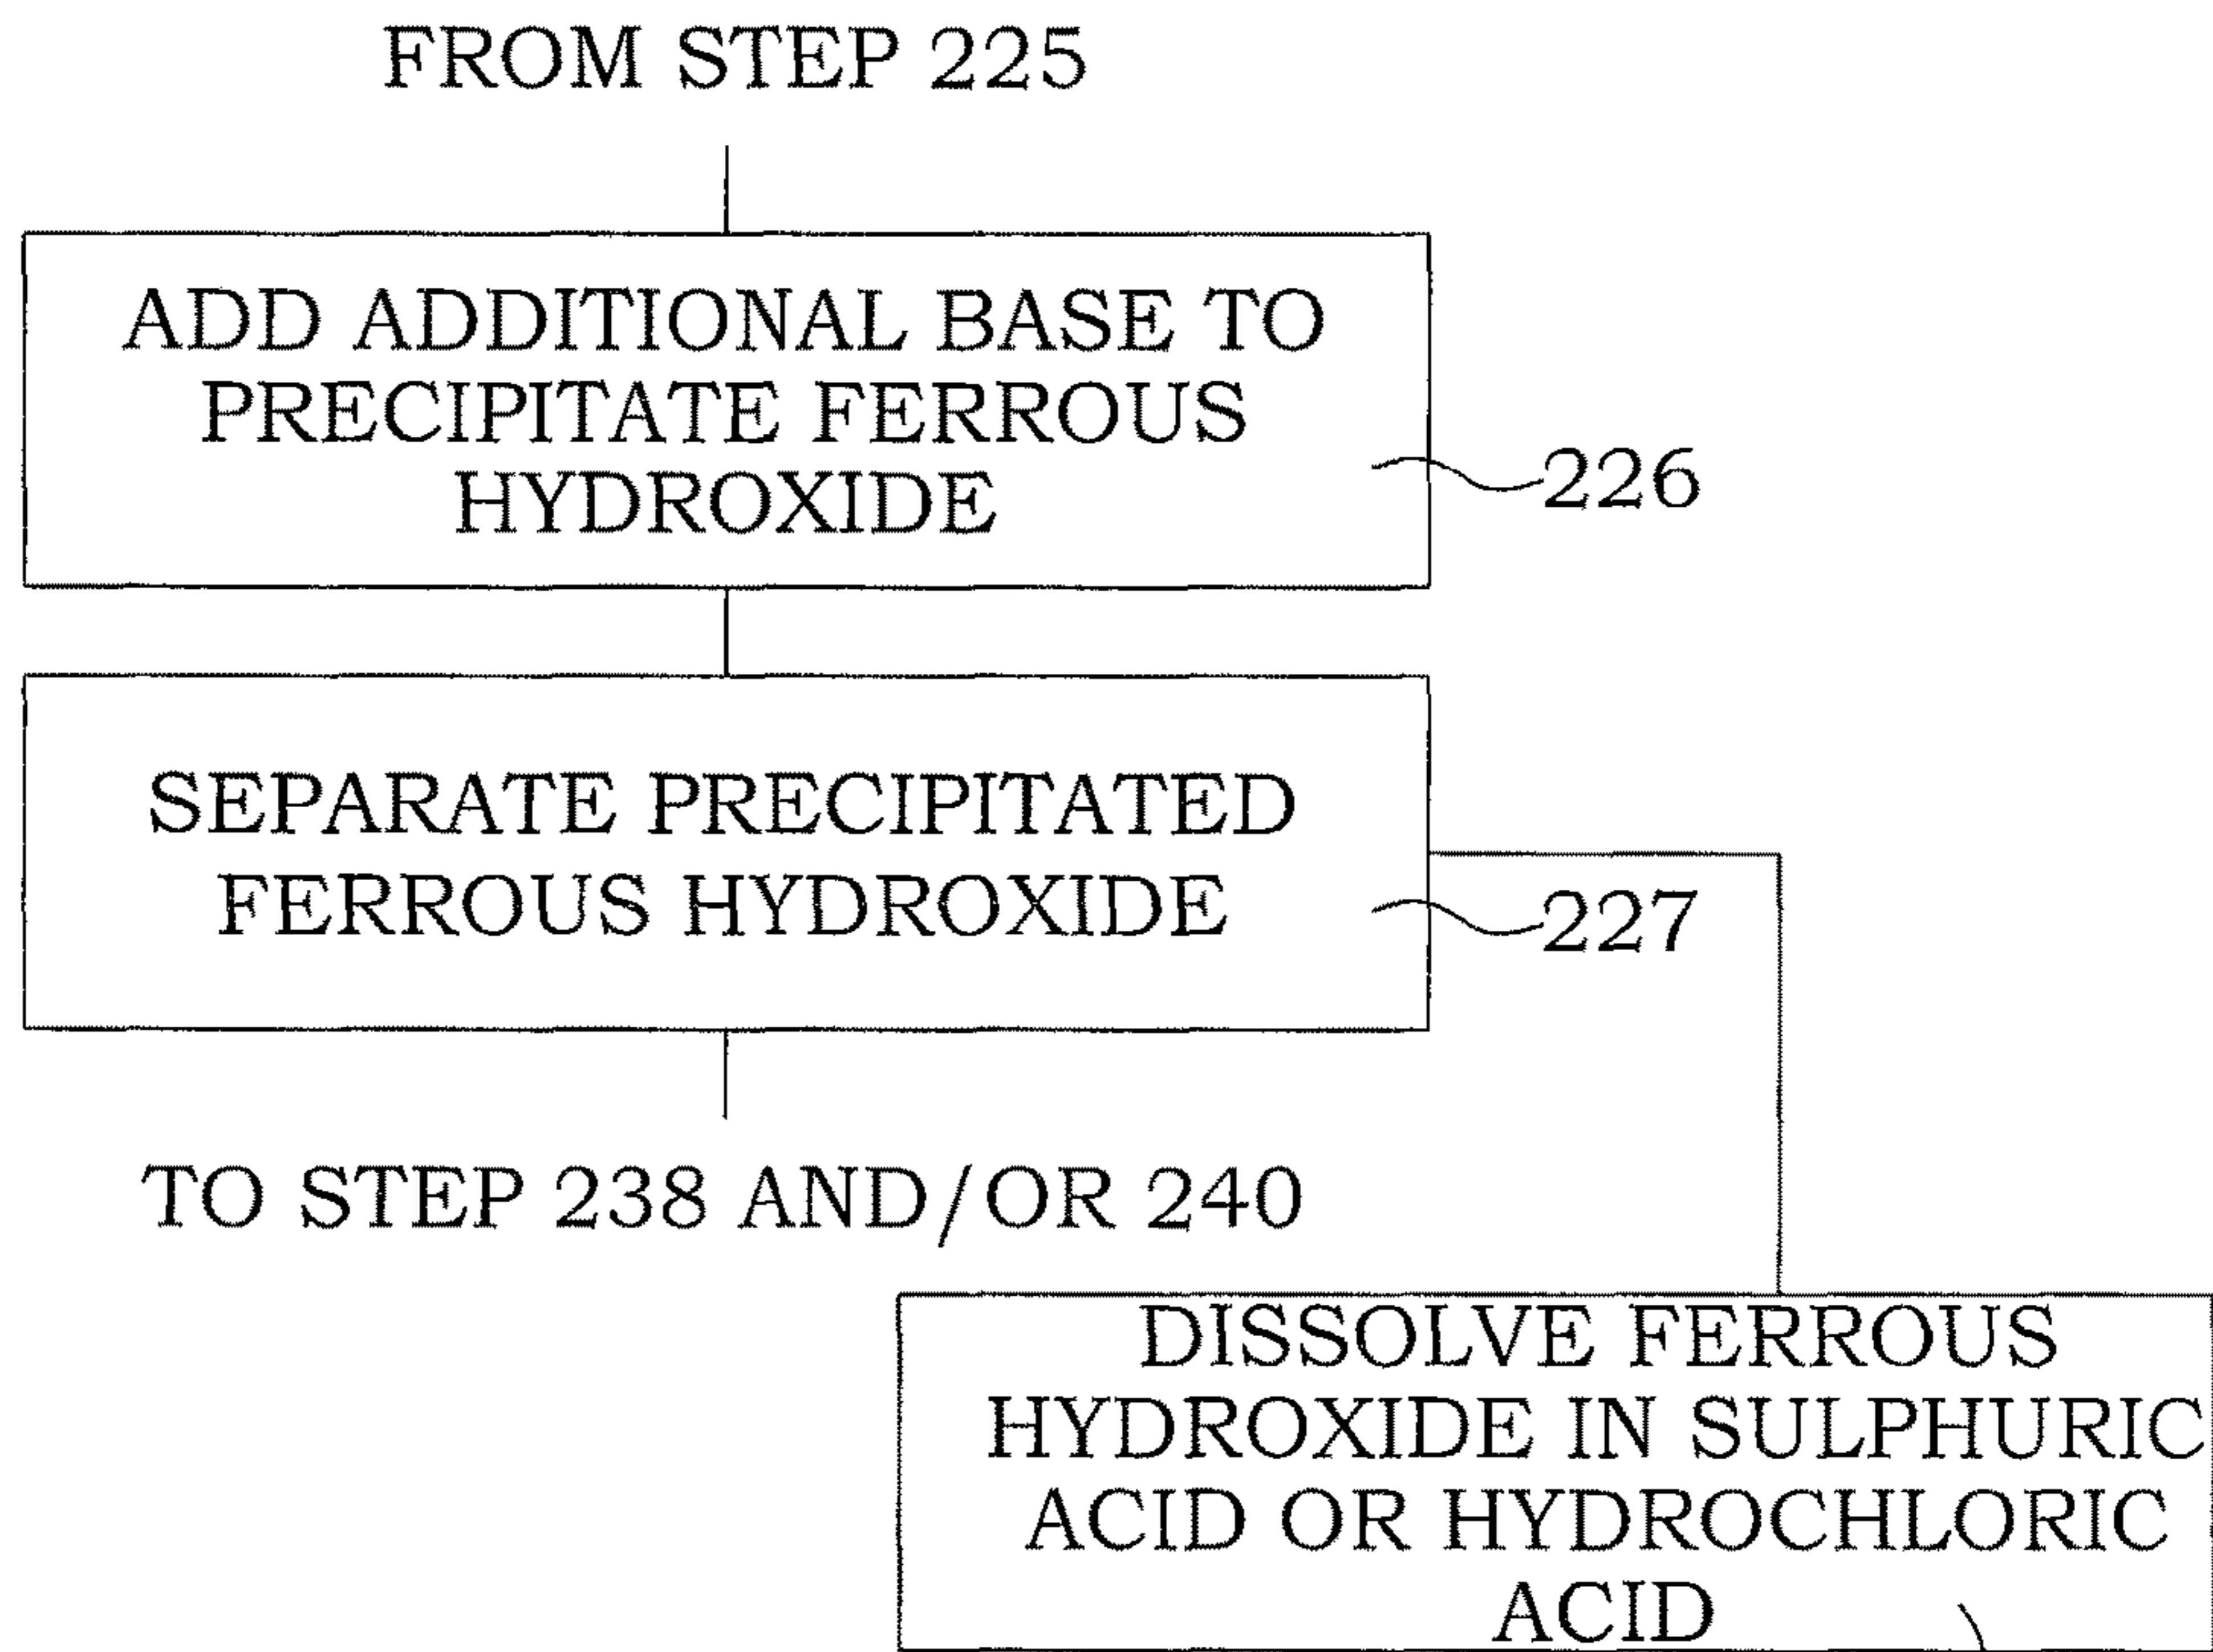 FROM STEP 225
ADD ADDITIONAL BASE TO
PRECIPITATE FERROUS
HYDROXIDE
226
SEPARATE PRECIPITATED
FERROUS HYDROXIDE
227
TO STEP 238 AND/OR 240
DISSOLVE FERROUS
HYDROXIDE IN SULPHURIC
ACID OR HYDROCHLORIC
ACID